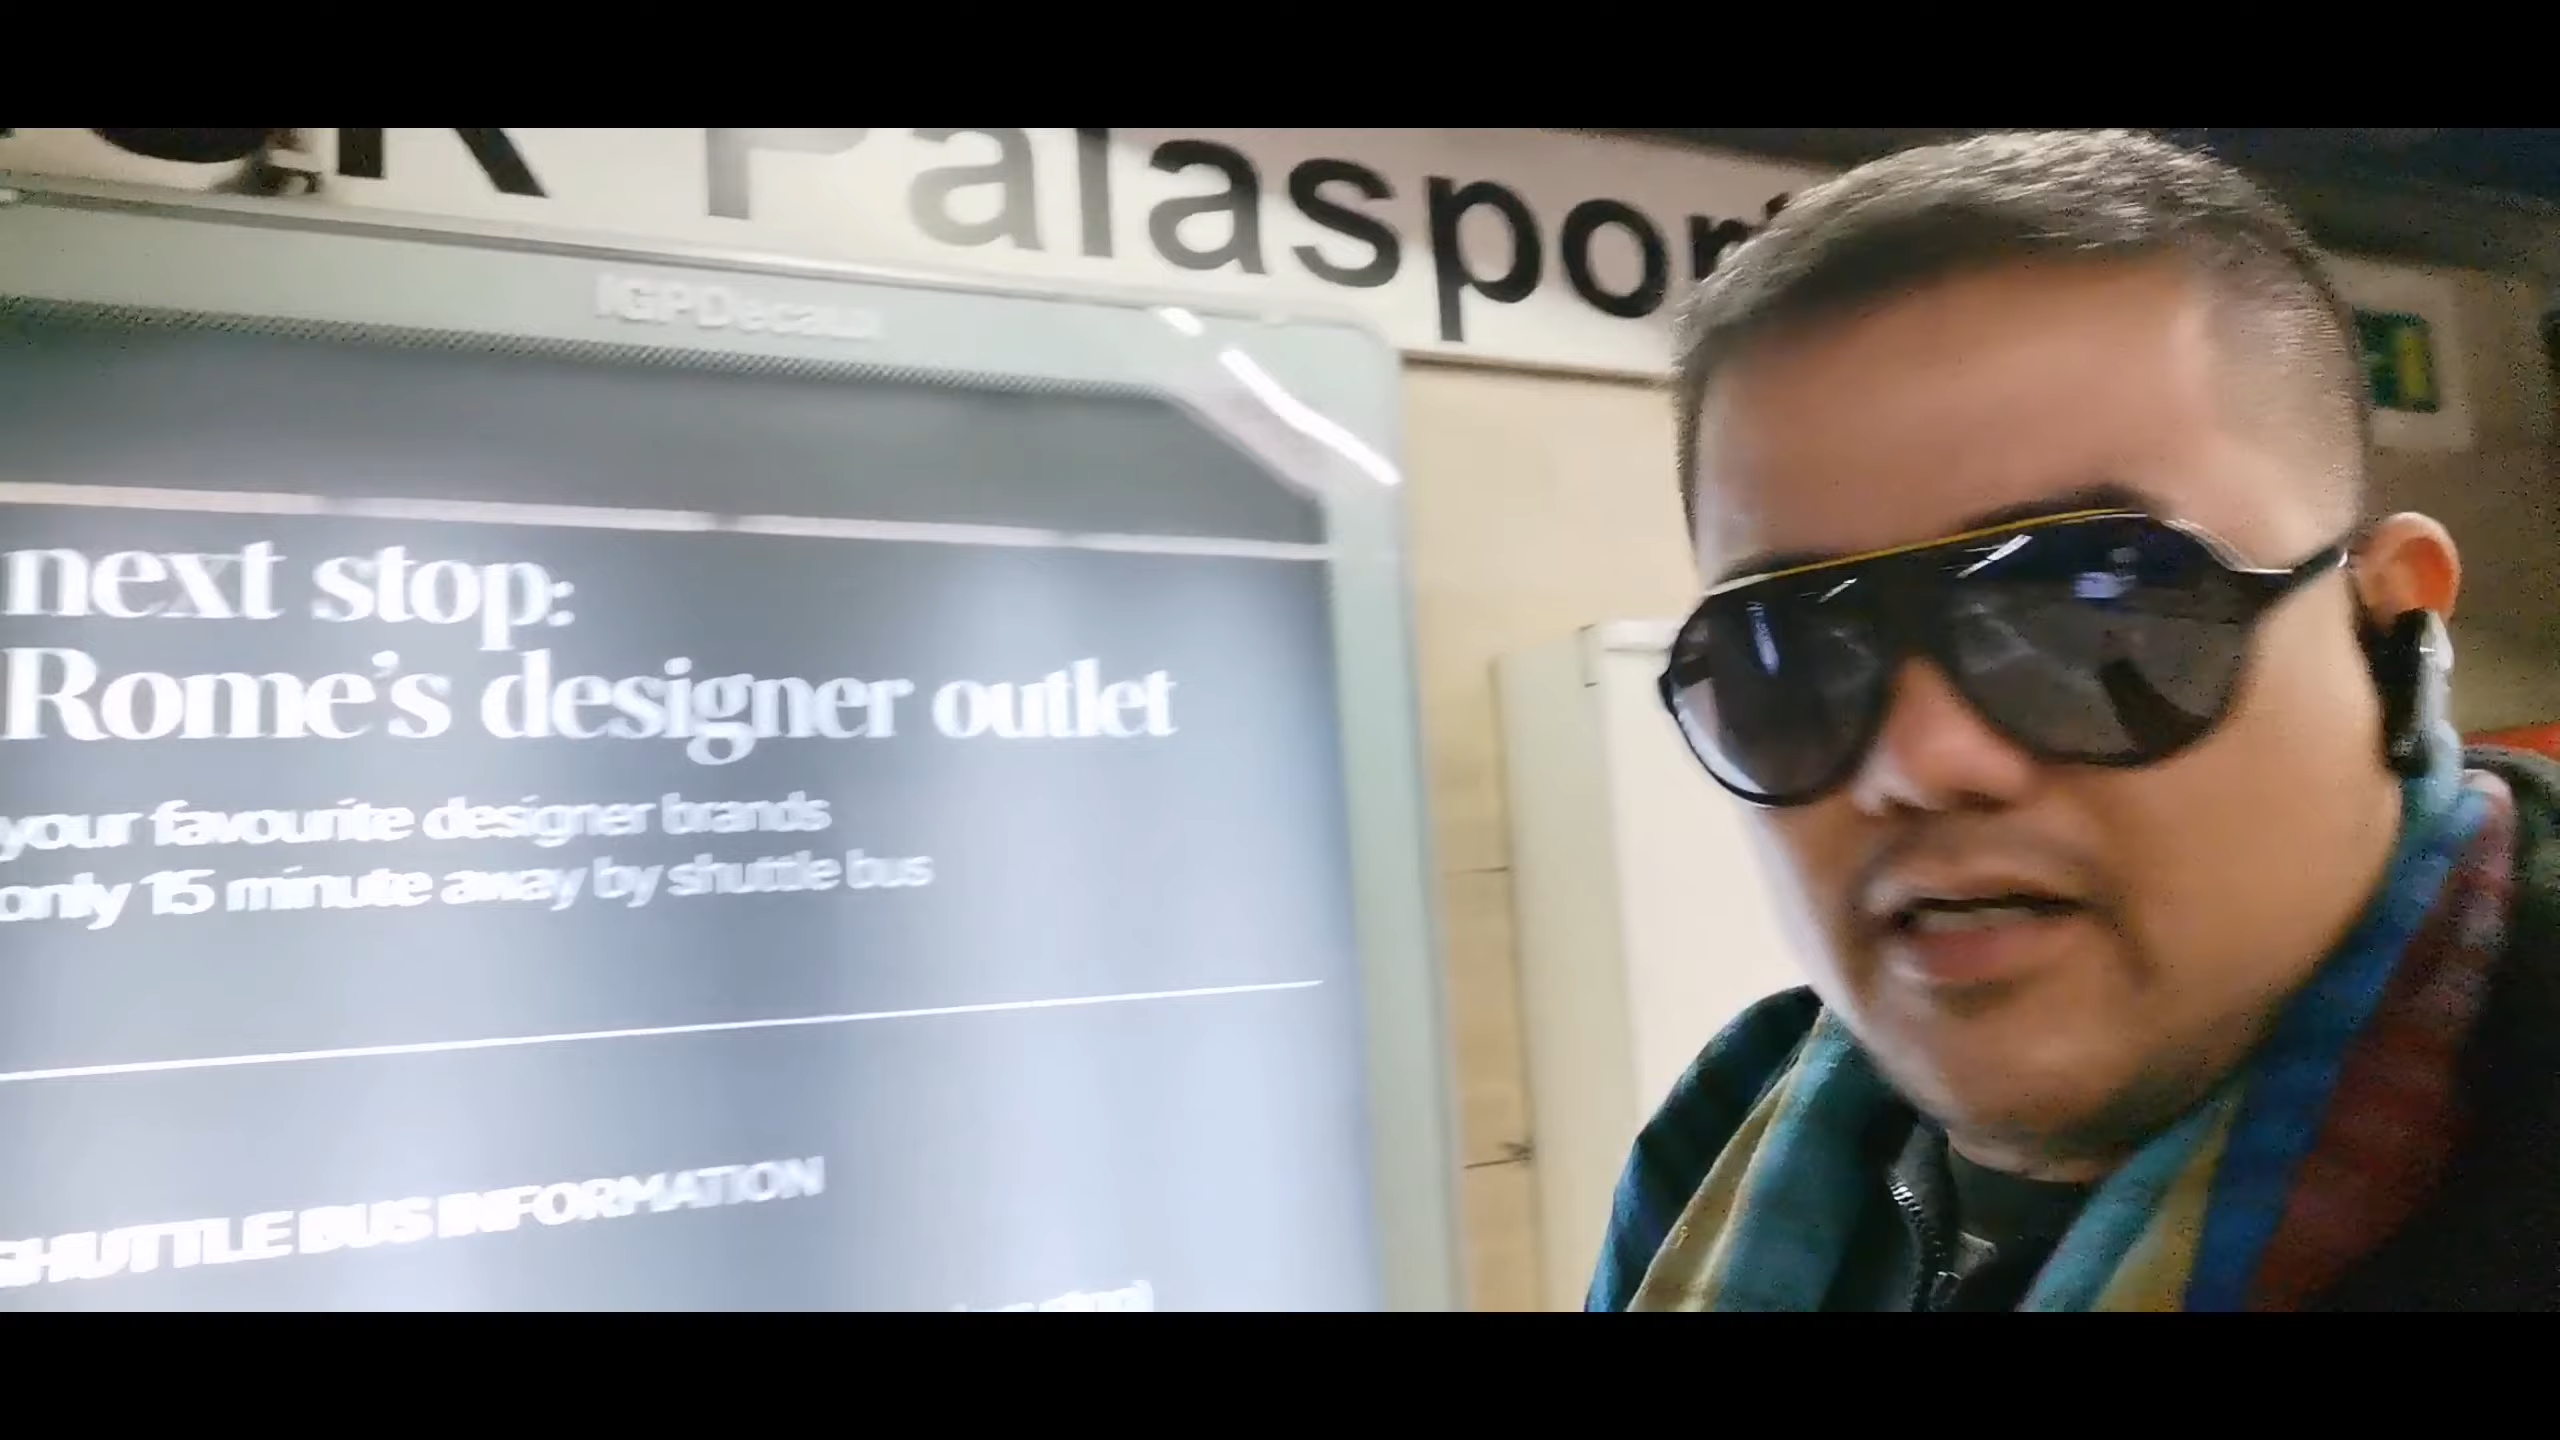 Palasport
IGPDecaux
next stop:
Rome's designer outlet
your favourite designer brands
only 15 minute away by shuttle bus
SHUTTLE BUS INFORMATION